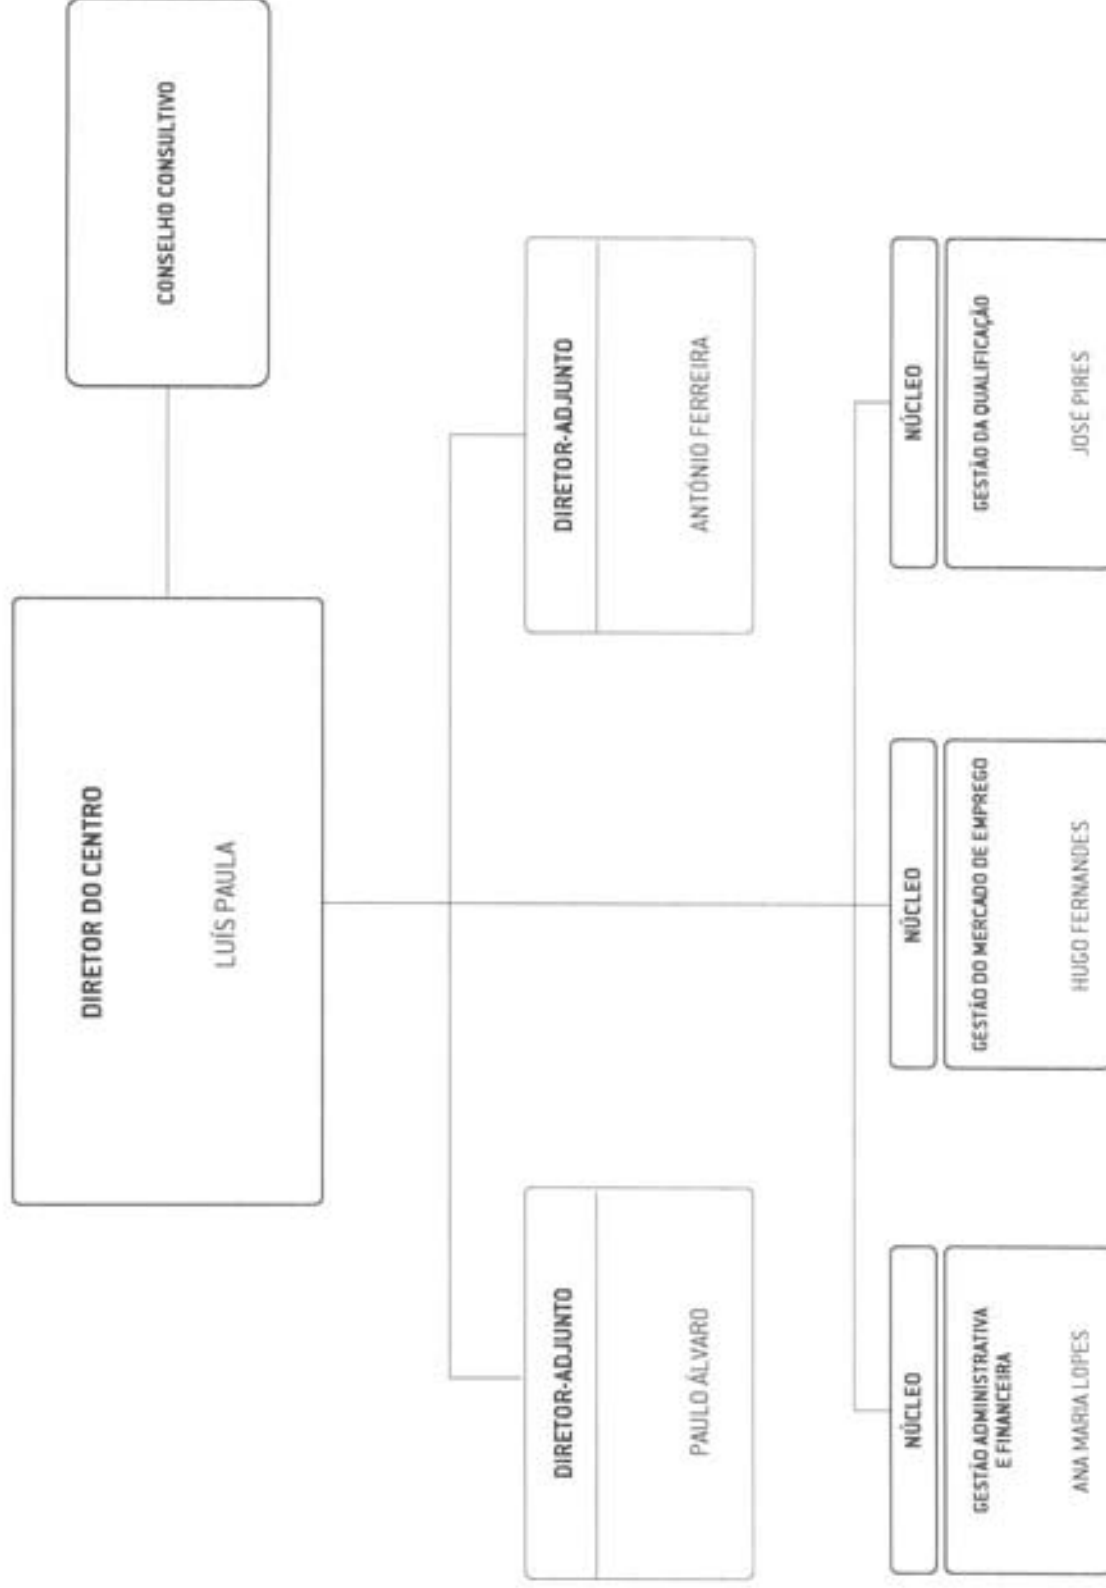 CONSELHO CONSULTIVO
DIRETOR DO CENTRO
LUÍS PAULA
DIRETOR-ADJUNTO
PAULO ÁLVARO
DIRETOR-ADJUNTO
ANTÓNIO FERREIRA
NÚCLEO
GESTÃO ADMINISTRATIVA
E FINANCEIRA
ANA MARIA LOPES
NÚCLEO
GESTÃO DO MERCADO DE EMPREGO
HUGO FERNANDES
NÚCLEO
GESTÃO DA QUALIFICAÇÃO
JOSÉ PIRES